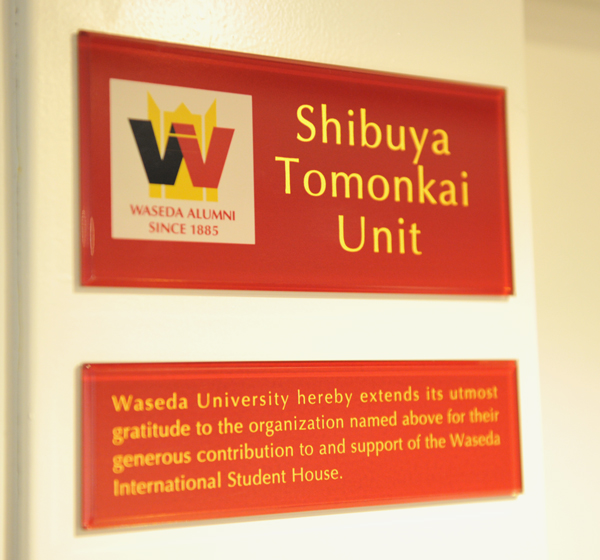 Shibuya
Tomonkai
Unit
WASEDA ALUMNI
SINCE 1885
Waseda University hereby extends its utmost
gratitude to the organization named above for their
generous contribution to and support of the Waseda
International Student House.